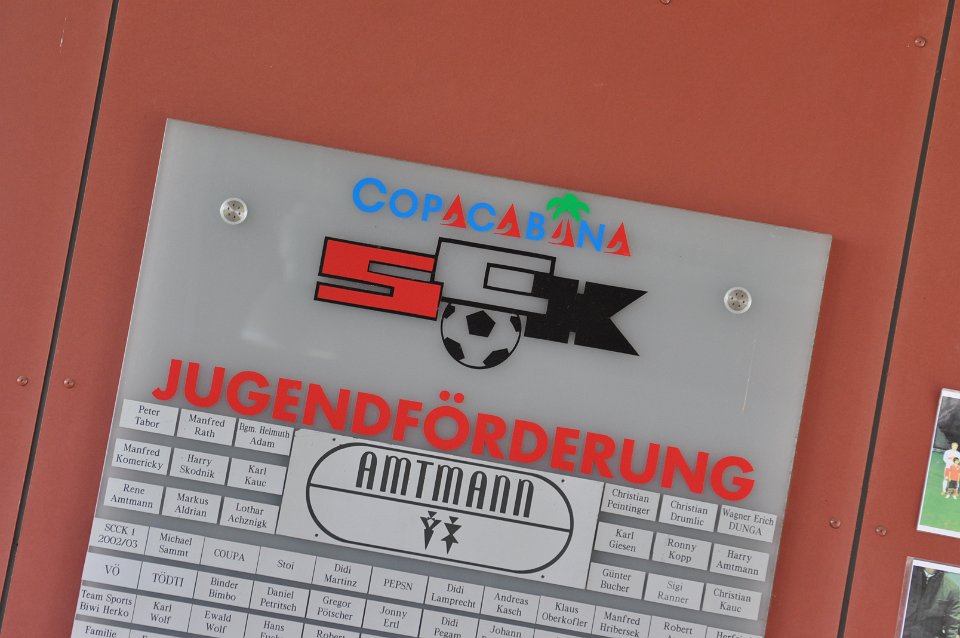 COPACABANA
SCK
JUGENDFÖRDERUNG
Peter Tabor
Manfred Rath
Bgm. Helmuth Adam
Manfred Komericky
Harry Skodnik
Karl Kauc
Rene Amtmann
Markus Aldrian
Lothar Achznigk
AMTMANN
Christian Peintinger
Christian Drumlic
Wagner Erich DUNGA
Karl Giesen
Ronny Kopp
Harry Amtmann
Günter Bucher
Sigi Ranner
Christian Kauc
SCCK 1 2002/03
Michael Sammt
COUPA
Stoi
Didi Martinz
PEPSN
Didi Lamprecht
Andreas Kasch
Klaus Oberkofler
Manfred Hribersek
Robert
VÖ
TÖDTI
Binder Bimbo
Daniel Petritsch
Gregor Pötscher
Jonny Ertl
Didi Pegam
Johann
Team Sports Biwi Herko
Karl Wolf
Ewald Wolf
Hans
Robert
Familie